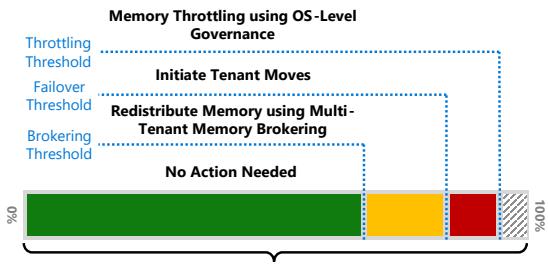 Memory Throttling using OS-Level
Governance
Throttling
Threshold
Initiate Tenant Moves
Failover
Threshold
Redistribute Memory using Multi-
Tenant Memory Brokering
Brokering
Threshold
No Action Needed
0%
100%